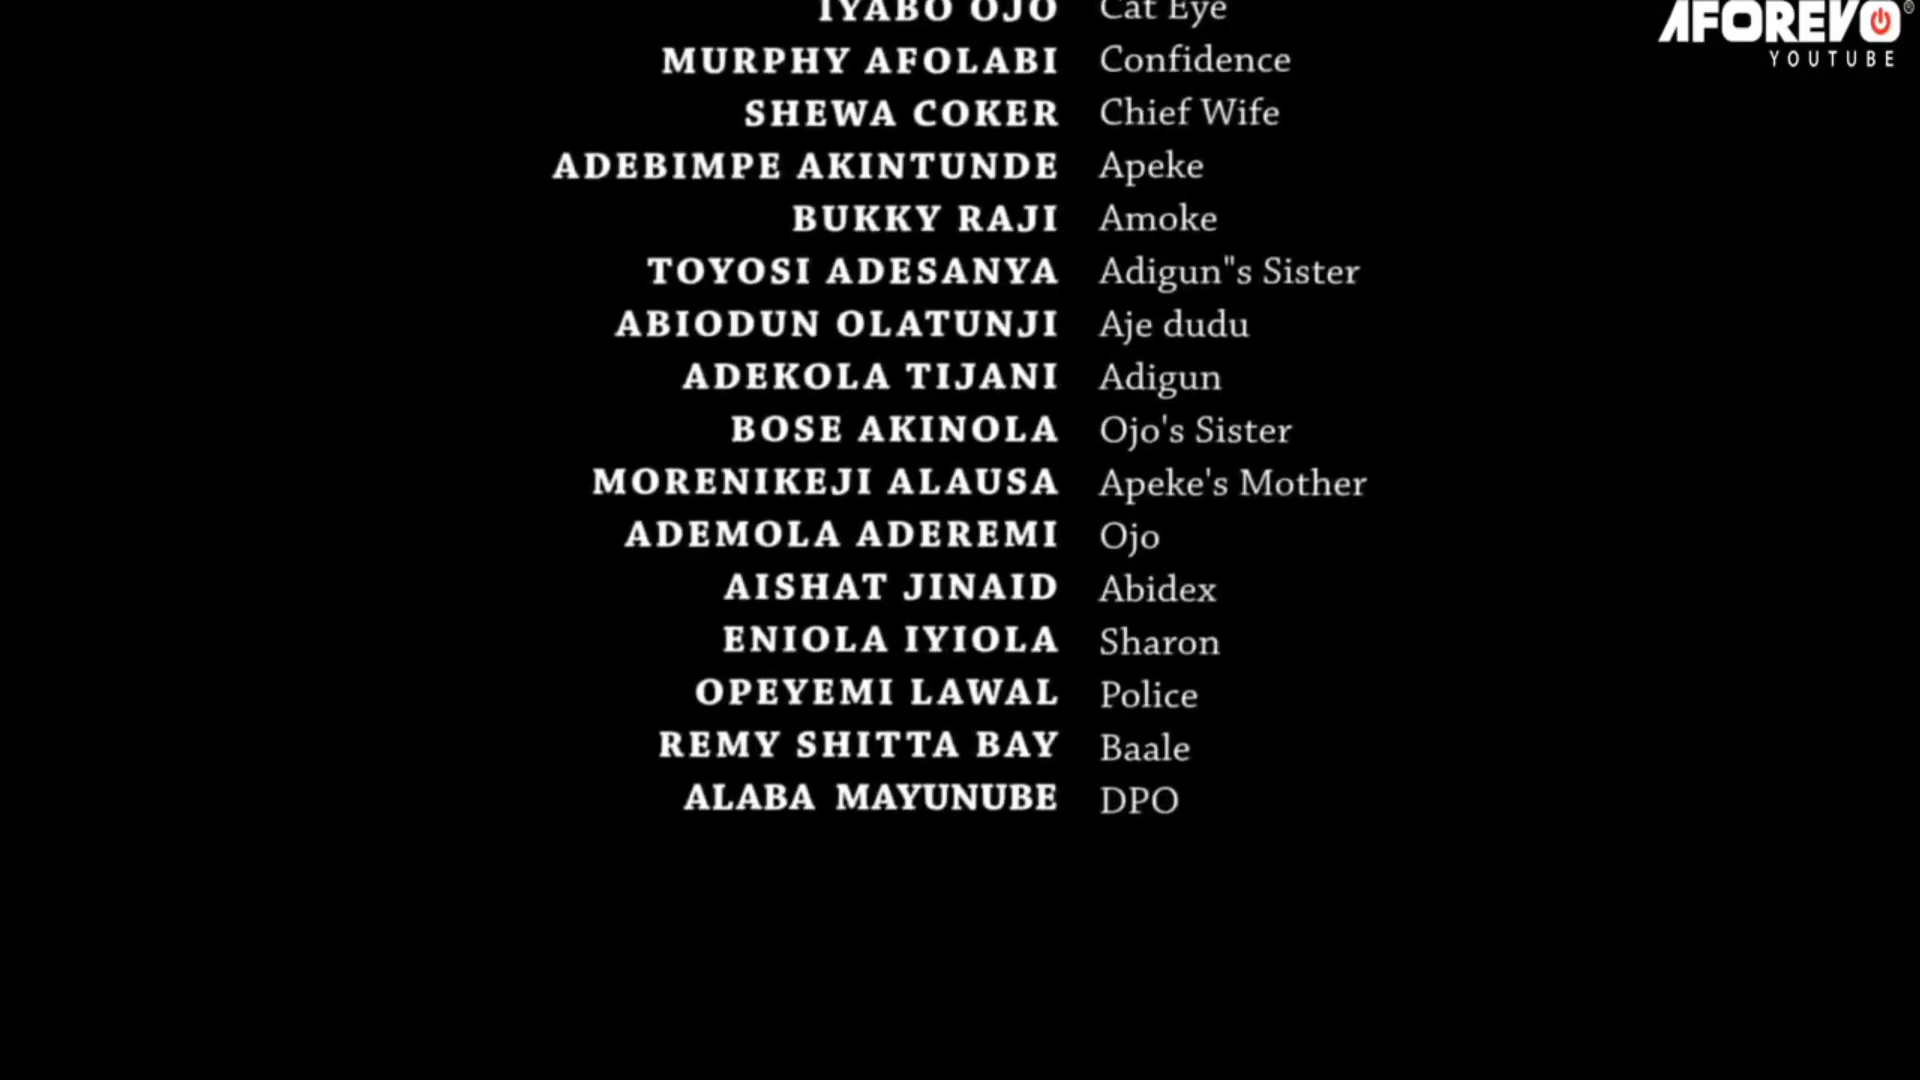 IYABO OJO Cat Eye
MURPHY AFOLABI Confidence
SHEWA COKER Chief Wife
ADEBIMPE AKINTUNDE Apeke
BUKKY RAJI Amoke
TOYOSI ADESANYA Adigun"s Sister
ABIODUN OLATUNJI Aje dudu
ADEKOLA TIJANI Adigun
BOSE AKINOLA Ojo's Sister
MORENIKEJI ALAUSA Apeke's Mother
ADEMOLA ADEREMI Ojo
AISHAT JINAID Abidex
ENIOLA IYIOLA Sharon
OPEYEMI LAWAL Police
REMY SHITTA BAY Baale
ALABA MAYUNUBE DPO
AFOREVO®
YOUTUBE